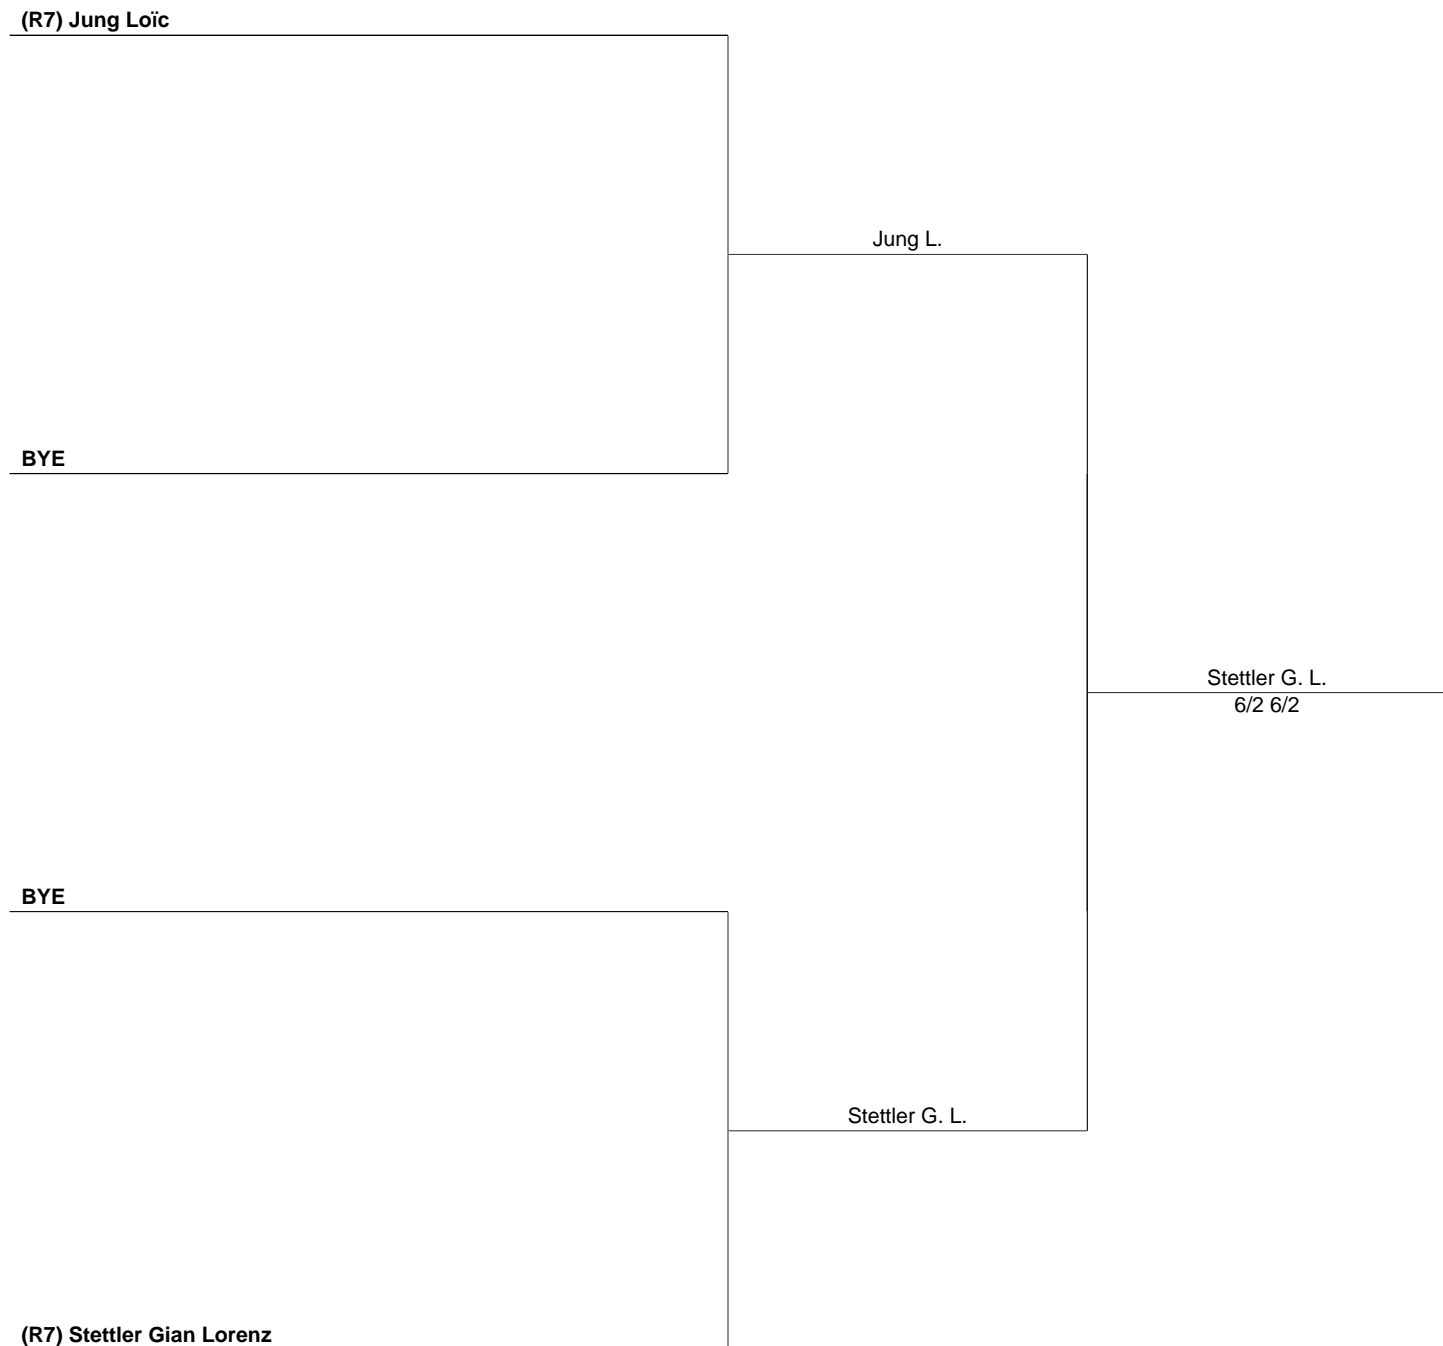 (R7) Jung Loïc
Jung L.
BYE
Stettler G. L.
6/2 6/2
BYE
Stettler G. L.
(R7) Stettler Gian Lorenz